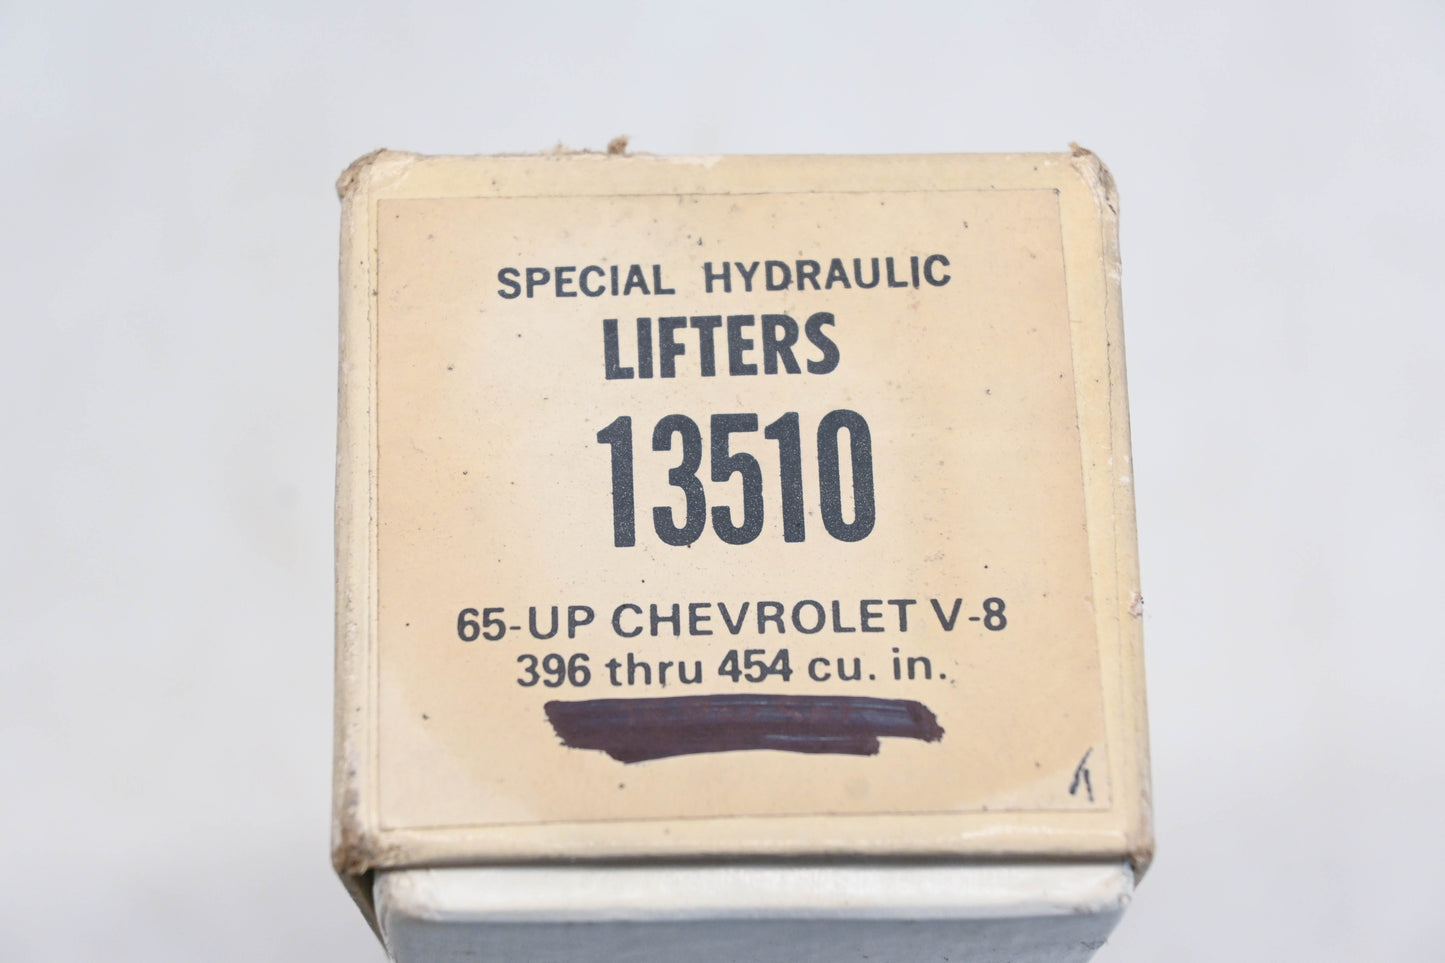 SPECIAL HYDRAULIC
LIFTERS
13510
65-UP CHEVROLET V-8
396 thru 454 cu. in.